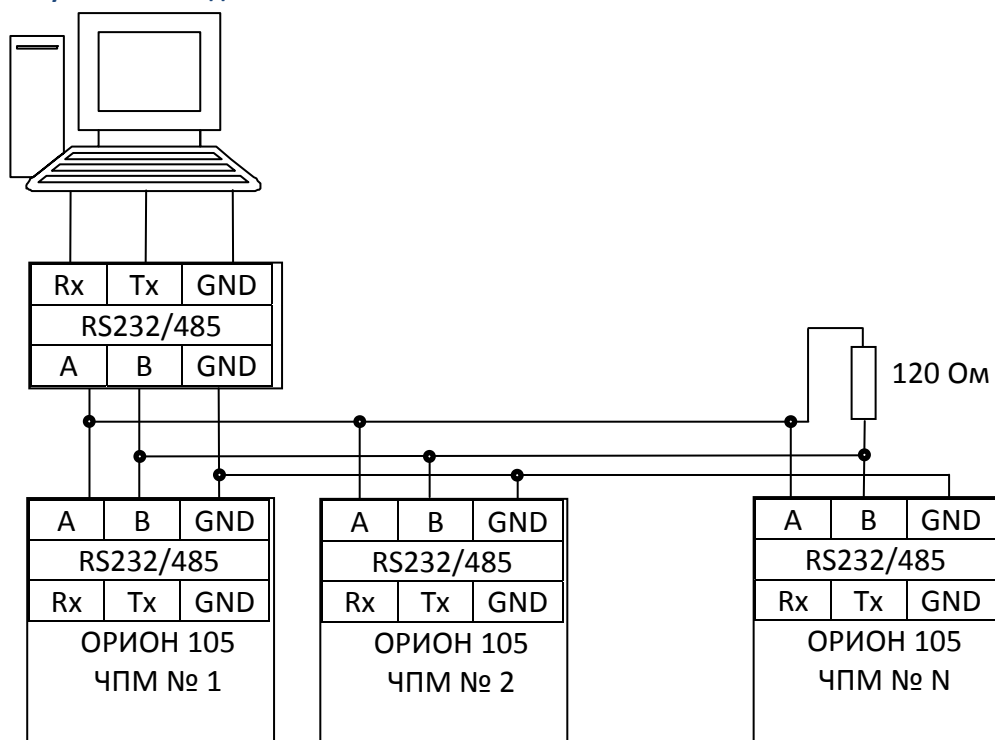 Rx Tx GND
RS232/485
A B GND
120 Ом
A B GND
RS232/485
Rx Tx GND
ОРИОН 105
ЧПМ № 1
A B GND
RS232/485
Rx Tx GND
ОРИОН 105
ЧПМ № 2
A B GND
RS232/485
Rx Tx GND
ОРИОН 105
ЧПМ № N